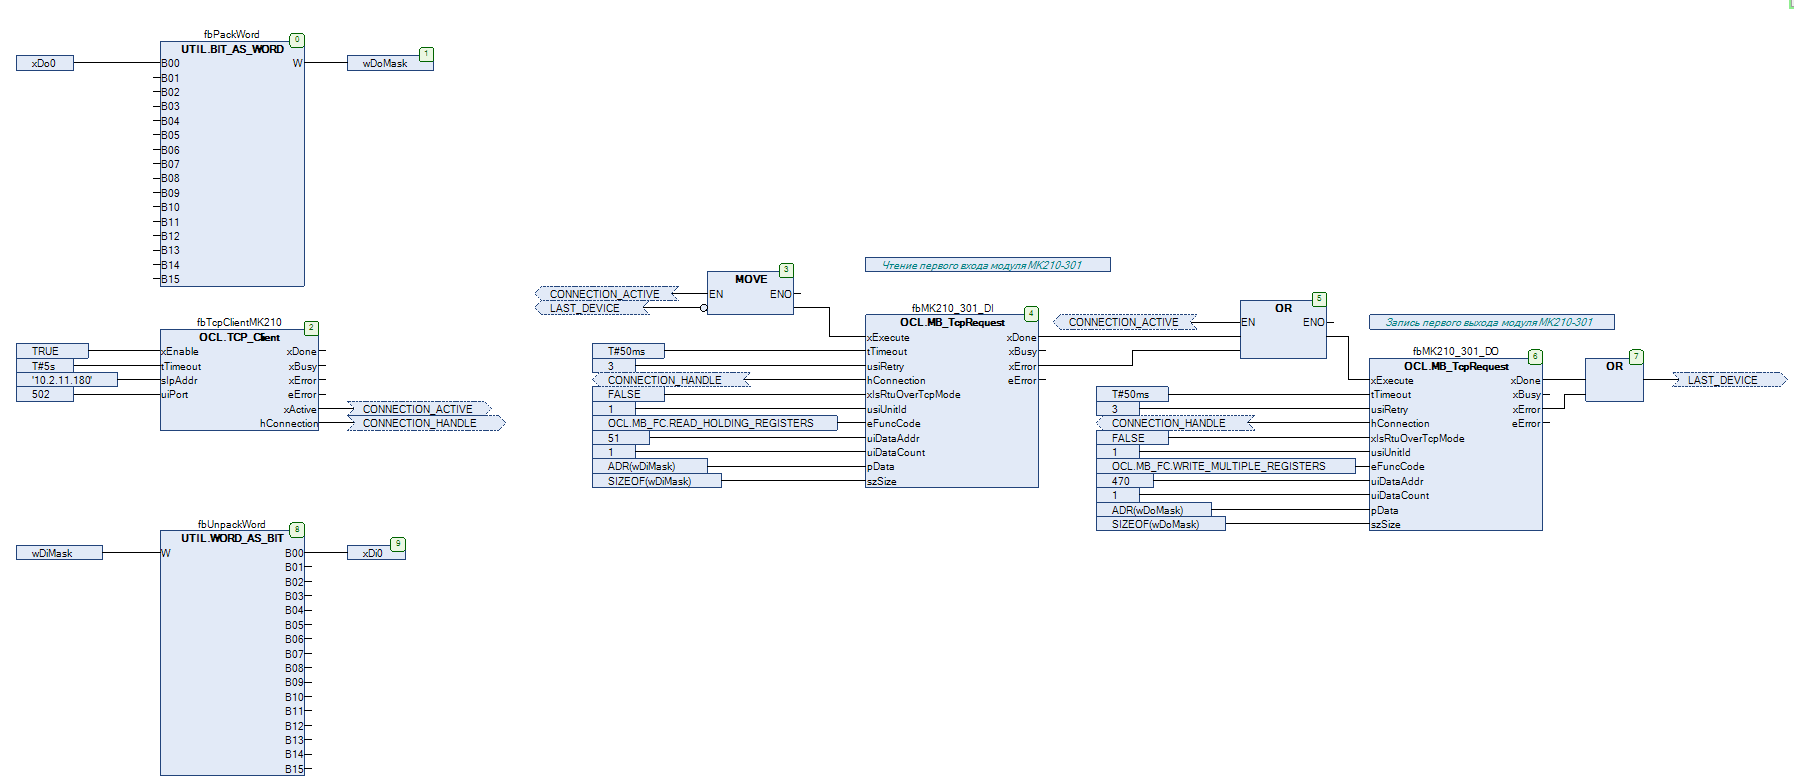 fbPackWord
0
UTIL.BIT_AS_WORD
xDo0
B00
W
wDoMask
1
B01
B02
B03
B04
B05
B06
B07
B08
B09
B10
B11
B12
B13
B14
B15
fbTcpClientMK210
2
OCL.TCP_Client
TRUE
xEnable
xDone
T#5s
tTimeout
xBusy
'10.2.11.180'
sIpAddr
xError
502
uiPort
eError
xActive
CONNECTION_ACTIVE
hConnection
CONNECTION_HANDLE
MOVE
3
CONNECTION_ACTIVE
EN
ENO
LAST_DEVICE
Чтение первого входа модуля МК210-301
fbMK210_301_DI
4
OCL.MB_TcpRequest
xExecute
xDone
T#50ms
tTimeout
xBusy
3
usiRetry
xError
CONNECTION_HANDLE
hConnection
eError
FALSE
xIsRtuOverTcpMode
1
usiUnitId
OCL.MB_FC.READ_HOLDING_REGISTERS
eFuncCode
51
uiDataAddr
1
uiDataCount
ADR(wDiMask)
pData
SIZEOF(wDiMask)
szSize
OR
5
CONNECTION_ACTIVE
EN
ENO
Запись первого выхода модуля МК210-301
fbMK210_301_DO
6
OCL.MB_TcpRequest
xExecute
xDone
T#50ms
tTimeout
xBusy
3
usiRetry
xError
CONNECTION_HANDLE
hConnection
eError
FALSE
xIsRtuOverTcpMode
1
usiUnitId
OCL.MB_FC.WRITE_MULTIPLE_REGISTERS
eFuncCode
470
uiDataAddr
1
uiDataCount
ADR(wDoMask)
pData
SIZEOF(wDoMask)
szSize
OR
7
LAST_DEVICE
fbUnpackWord
8
UTIL.WORD_AS_BIT
wDiMask
W
B00
xDi0
9
B01
B02
B03
B04
B05
B06
B07
B08
B09
B10
B11
B12
B13
B14
B15